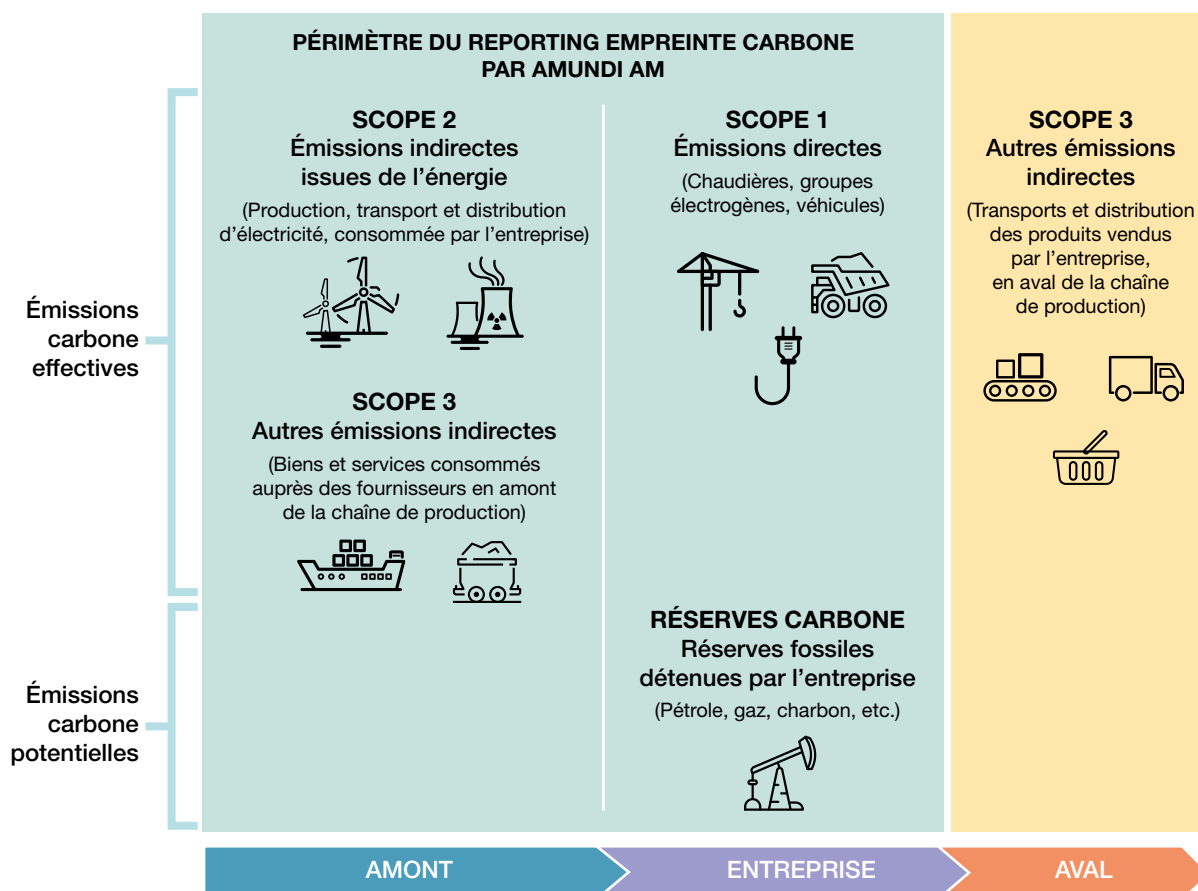 PÉRIMÈTRE DU REPORTING EMPREINTE CARBONE
PAR AMUNDI AM
Émissions
carbone
effectives
SCOPE 2
Émissions indirectes
issues de l’énergie
(Production, transport et distribution
d’électricité, consommée par l’entreprise)
SCOPE 3
Autres émissions indirectes
(Biens et services consommés
auprès des fournisseurs en amont
de la chaîne de production)
SCOPE 1
Émissions directes
(Chaudières, groupes
électrogènes, véhicules)
SCOPE 3
Autres émissions
indirectes
(Transports et distribution
des produits vendus
par l’entreprise,
en aval de la chaîne
de production)
Émissions
carbone
potentielles
RÉSERVES CARBONE
Réserves fossiles
détenues par l’entreprise
(Pétrole, gaz, charbon, etc.)
AMONT
ENTREPRISE
AVAL